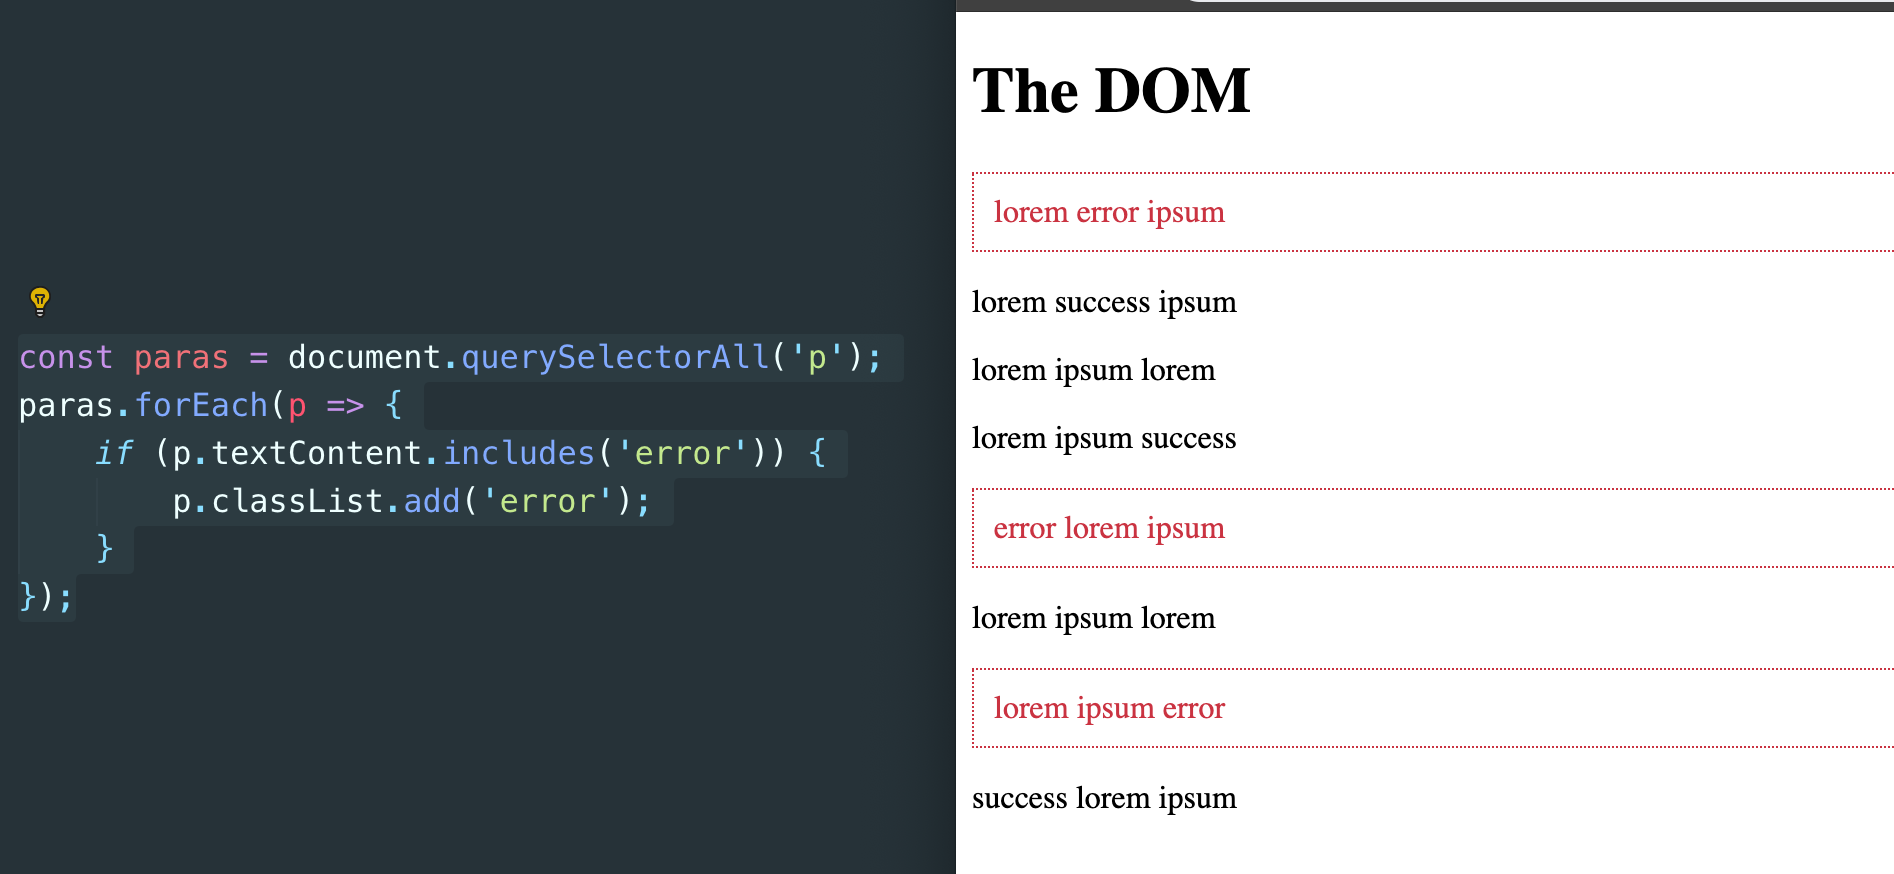 const paras = document.querySelectorAll('p');
paras.forEach(p => {
    if (p.textContent.includes('error')) {
        p.classList.add('error');
    }
});
The DOM
lorem error ipsum
lorem success ipsum
lorem ipsum lorem
lorem ipsum success
error lorem ipsum
lorem ipsum lorem
lorem ipsum error
success lorem ipsum